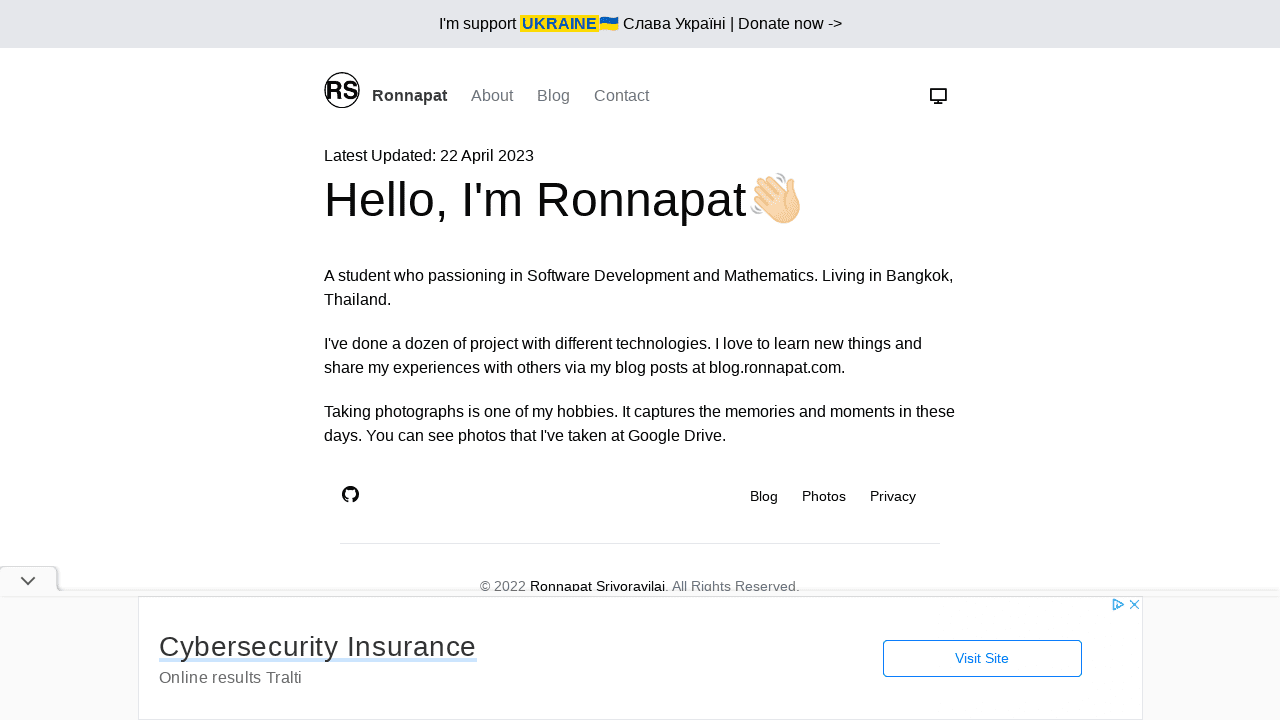 I'm support UKRAINE🇺🇦 Слава Україні | Donate now ->
RS Ronnapat About Blog Contact
Latest Updated: 22 April 2023
Hello, I'm Ronnapat👋🏻
A student who passioning in Software Development and Mathematics. Living in Bangkok,
Thailand.
I've done a dozen of project with different technologies. I love to learn new things and
share my experiences with others via my blog posts at blog.ronnapat.com.
Taking photographs is one of my hobbies. It captures the memories and moments in these
days. You can see photos that I've taken at Google Drive.
Blog Photos Privacy
© 2022 Ronnapat Srivoravilai. All Rights Reserved.
Cybersecurity Insurance
Online results Tralti
Visit Site